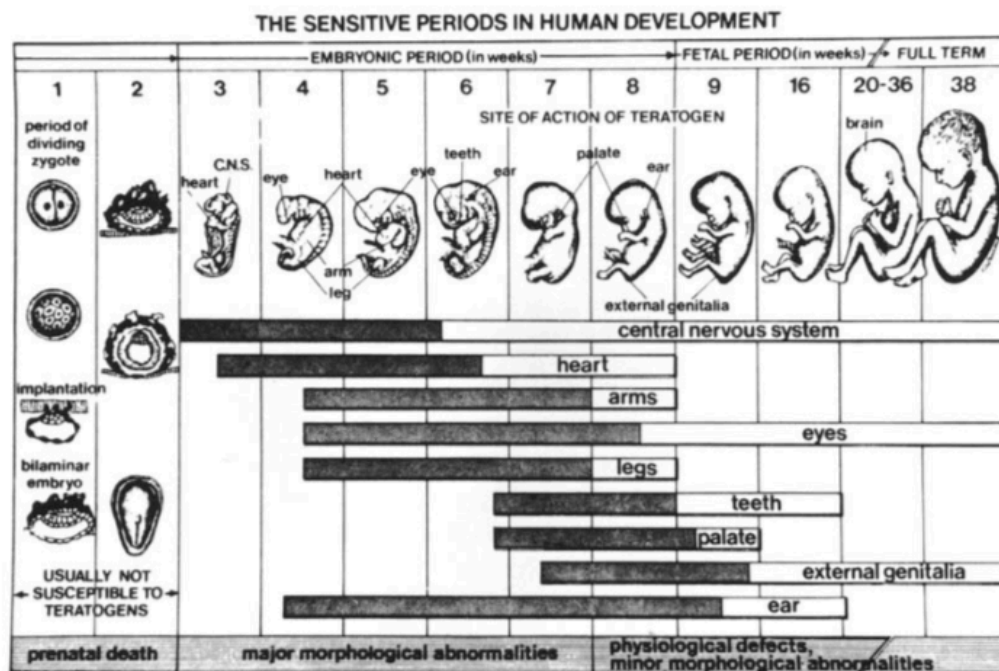 THE SENSITIVE PERIODS IN HUMAN DEVELOPMENT
EMBRYONIC PERIOD (in weeks)
FETAL PERIOD (in weeks)
FULL TERM
1 2 3 4 5 6 7 8 9 16 20-36 38
period of
dividing
zygote
SITE OF ACTION OF TERATOGEN
C.N.S.
heart
eye
heart
arm
leg
eye
teeth
ear
palate
ear
external genitalia
brain
implantation
bilaminar
embryo
USUALLY NOT
SUSCEPTIBLE TO
TERATOGENS
central nervous system
heart
arms
eyes
legs
teeth
palate
external genitalia
ear
prenatal death
major morphological abnormalities
physiological defects,
minor morphological abnormalities